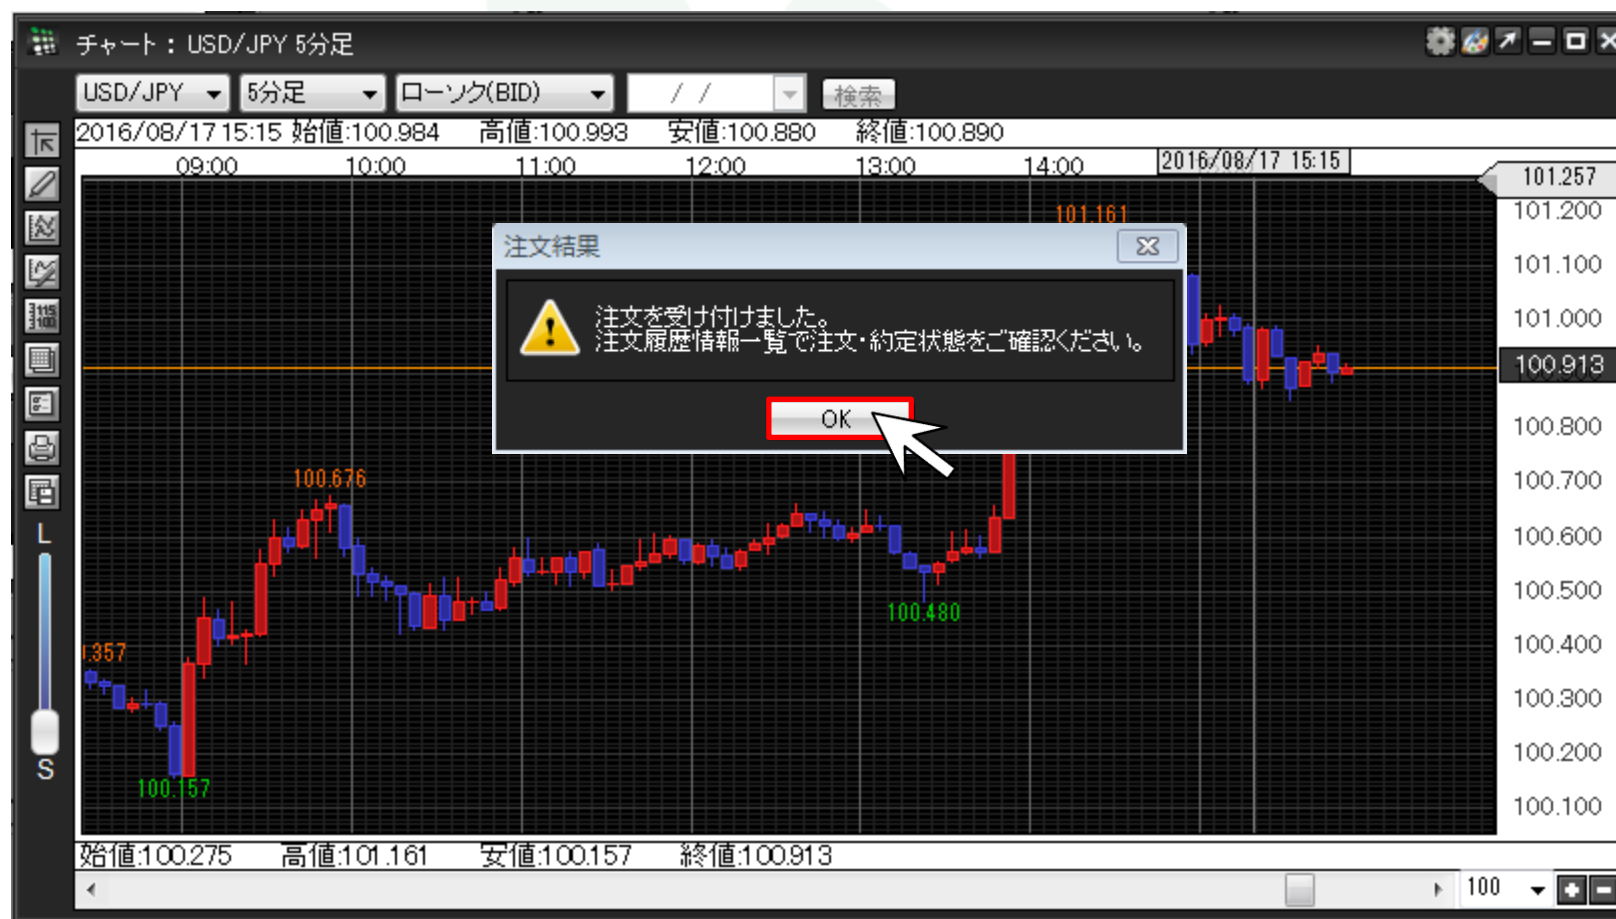 チャート : USD/JPY 5分足
USD/JPY 5分足 ローソク(BID) / / 検索
2016/08/17 15:15 始値:100.984 高値:100.993 安値:100.880 終値:100.890
09:00 10:00 11:00 12:00 13:00 14:00 2016/08/17 15:15
101.257
101.200
101.161
注文結果
101.100
注文を受け付けました。
101.000
注文履歴情報一覧で注文・約定状態をご確認ください。
100.913
OK
100.800
100.676
100.700
L
100.600
100.500
100.480
100.400
.357
100.300
100.200
S
100.157
100.100
始値:100.275 高値:101.161 安値:100.157 終値:100.913
100